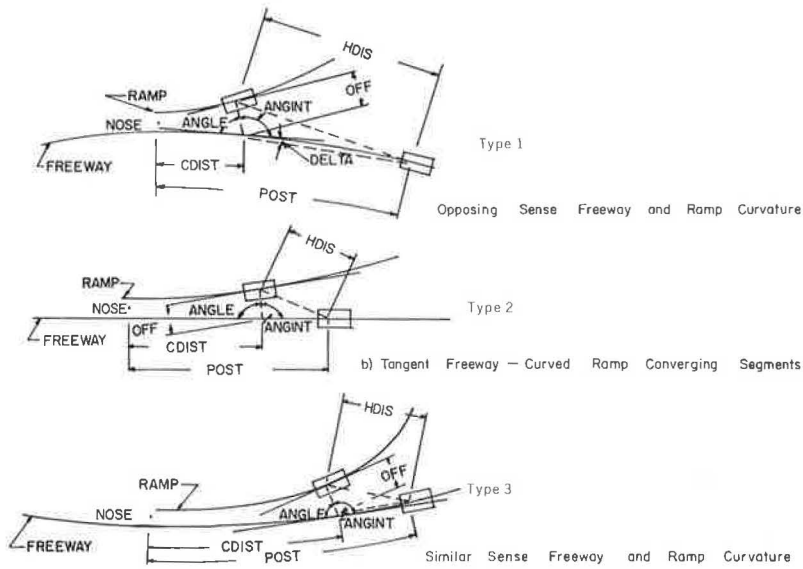 HDIS
OFF
RAMP
ANGINT
NOSE
ANGLE
Type 1
FREEWAY
CDIST
DELTA
POST
Opposing Sense Freeway and Ramp Curvature
HDIS
RAMP
Type 2
NOSE
ANGLE
FREEWAY
OFF
ANGINT
CDIST
POST
b) Tangent Freeway — Curved Ramp Converging Segments
HDIS
OFF
RAMP
Type 3
NOSE
ANGLE
ANGINT
FREEWAY
CDIST
POST
Similar Sense Freeway and Ramp Curvature